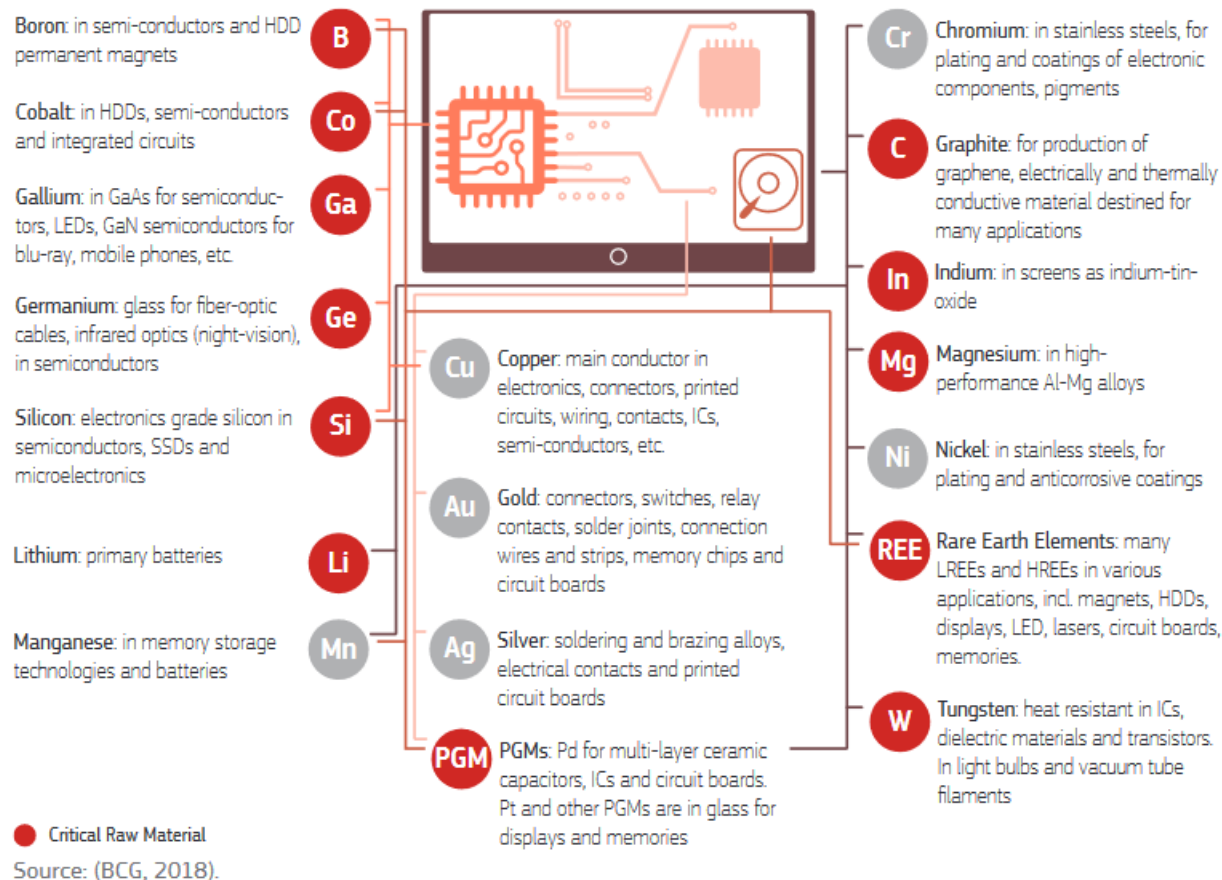 B
Boron: in semi-conductors and HDD
permanent magnets
Co
Cobalt: in HDDs, semi-conductors
and integrated circuits
Ga
Gallium: in GaAs for semiconduc-
tors, LEDs, GaN semiconductors for
blu-ray, mobile phones, etc.
Ge
Germanium: glass for fiber-optic
cables, infrared optics (night-vision),
in semiconductors
Si
Silicon: electronics grade silicon in
semiconductors, SSDs and
microelectronics
Li
Lithium: primary batteries
Mn
Manganese: in memory storage
technologies and batteries
Cu
Copper: main conductor in
electronics, connectors, printed
circuits, wiring, contacts, ICs,
semi-conductors, etc.
Au
Gold: connectors, switches, relay
contacts, solder joints, connection
wires and strips, memory chips and
circuit boards
Ag
Silver: soldering and brazing alloys,
electrical contacts and printed
circuit boards
PGM
PGMs: Pd for multi-layer ceramic
capacitors, ICs and circuit boards.
Pt and other PGMs are in glass for
displays and memories
Cr
Chromium: in stainless steels, for
plating and coatings of electronic
components, pigments
C
Graphite: for production of
graphene, electrically and thermally
conductive material destined for
many applications
In
Indium: in screens as indium-tin-
oxide
Mg
Magnesium: in high-
performance Al-Mg alloys
Ni
Nickel: in stainless steels, for
plating and anticorrosive coatings
REE
Rare Earth Elements: many
LREEs and HREEs in various
applications, incl. magnets, HDDs,
displays, LED, lasers, circuit boards,
memories.
W
Tungsten: heat resistant in ICs,
dielectric materials and transistors.
In light bulbs and vacuum tube
filaments
Critical Raw Material
Source: (BCG, 2018).